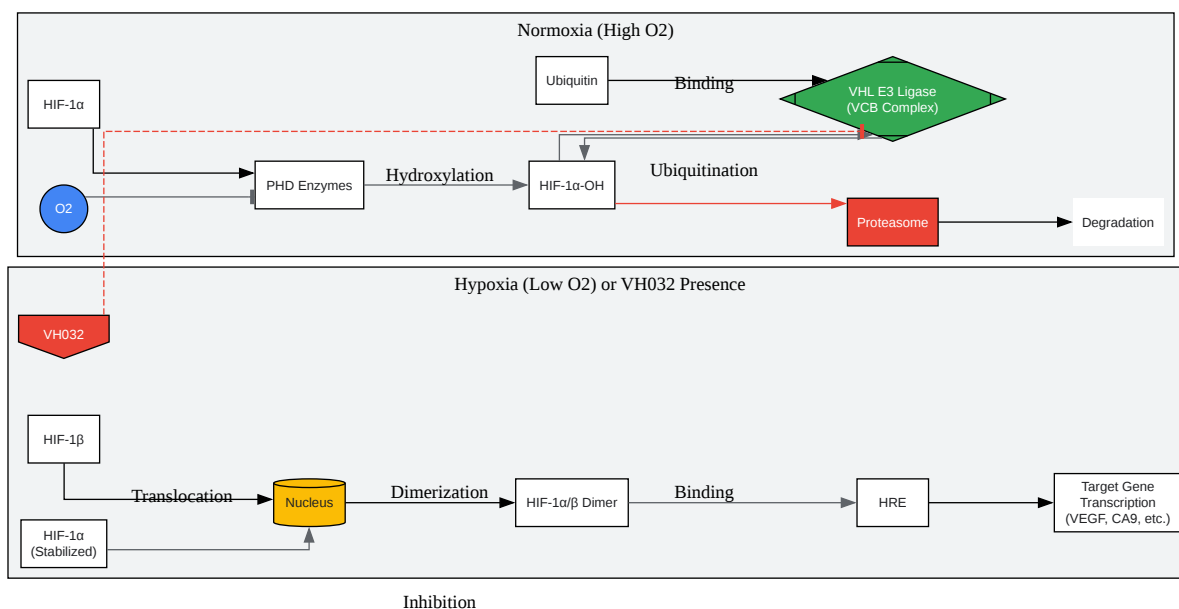 Normoxia (High O2)
Ubiquitin
Binding
VHL E3 Ligase
(VCB Complex)
HIF-1α
PHD Enzymes
Hydroxylation
HIF-1α-OH
Ubiquitination
O2
Proteasome
Degradation
Hypoxia (Low O2) or VH032 Presence
VH032
HIF-1β
Translocation
Nucleus
Dimerization
HIF-1α/β Dimer
Binding
HRE
Target Gene
Transcription
(VEGF, CA9, etc.)
HIF-1α
(Stabilized)
Inhibition